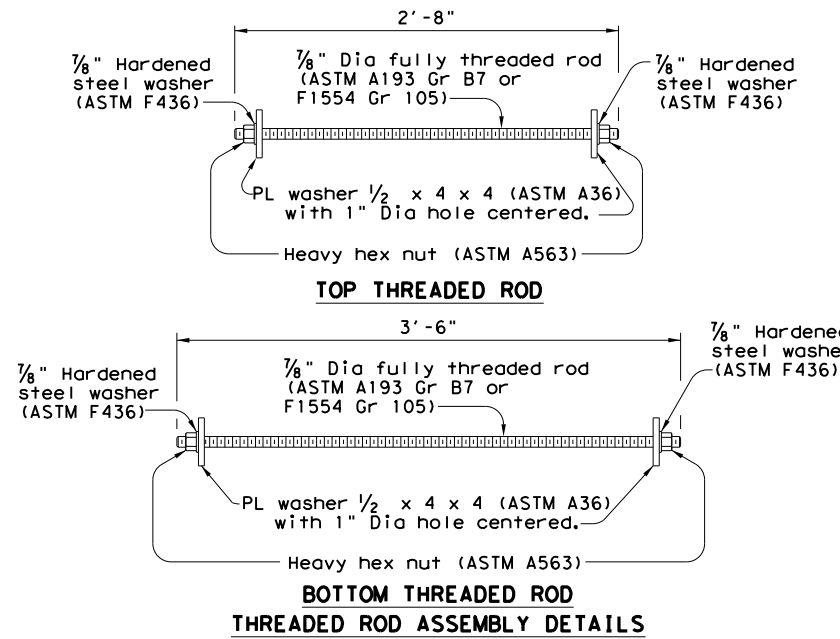 2'-8"
7/8" Hardened
steel washer
(ASTM F436)
7/8" Dia fully threaded rod
(ASTM A193 Gr B7 or
F1554 Gr 105)
7/8" Hardened
steel washer
(ASTM F436)
PL washer 1/2 x 4 x 4 (ASTM A36)
with 1" Dia hole centered.
Heavy hex nut (ASTM A563)
TOP THREADED ROD
3'-6"
7/8" Hardened
steel washer
(ASTM F436)
7/8" Dia fully threaded rod
(ASTM A193 Gr B7 or
F1554 Gr 105)
7/8" Hardene
steel washe
(ASTM F436)
PL washer 1/2 x 4 x 4 (ASTM A36)
with 1" Dia hole centered.
Heavy hex nut (ASTM A563)
BOTTOM THREADED ROD
THREADED ROD ASSEMBLY DETAILS